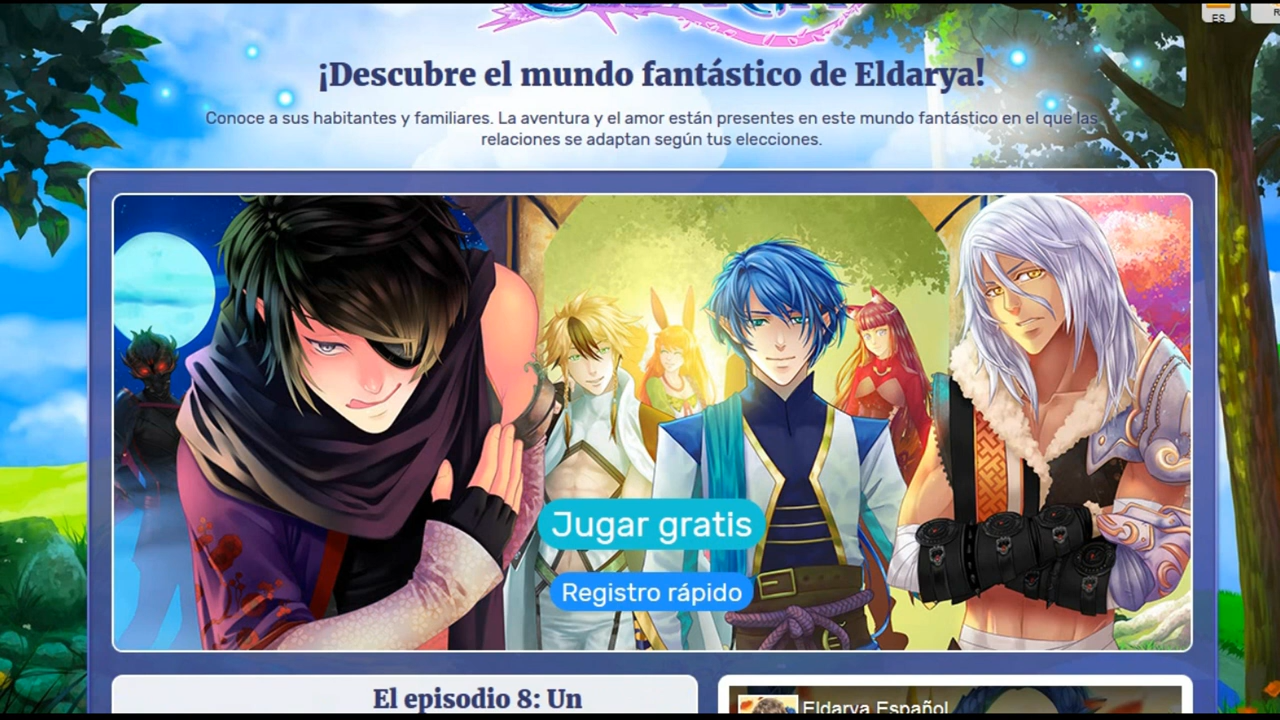 ES
¡Descubre el mundo fantástico de Eldarya!
Conoce a sus habitantes y familiares. La aventura y el amor están presentes en este mundo fantástico en el que las
relaciones se adaptan según tus elecciones.
Jugar gratis
Registro rápido
El episodio 8: Un
Eldarya Español